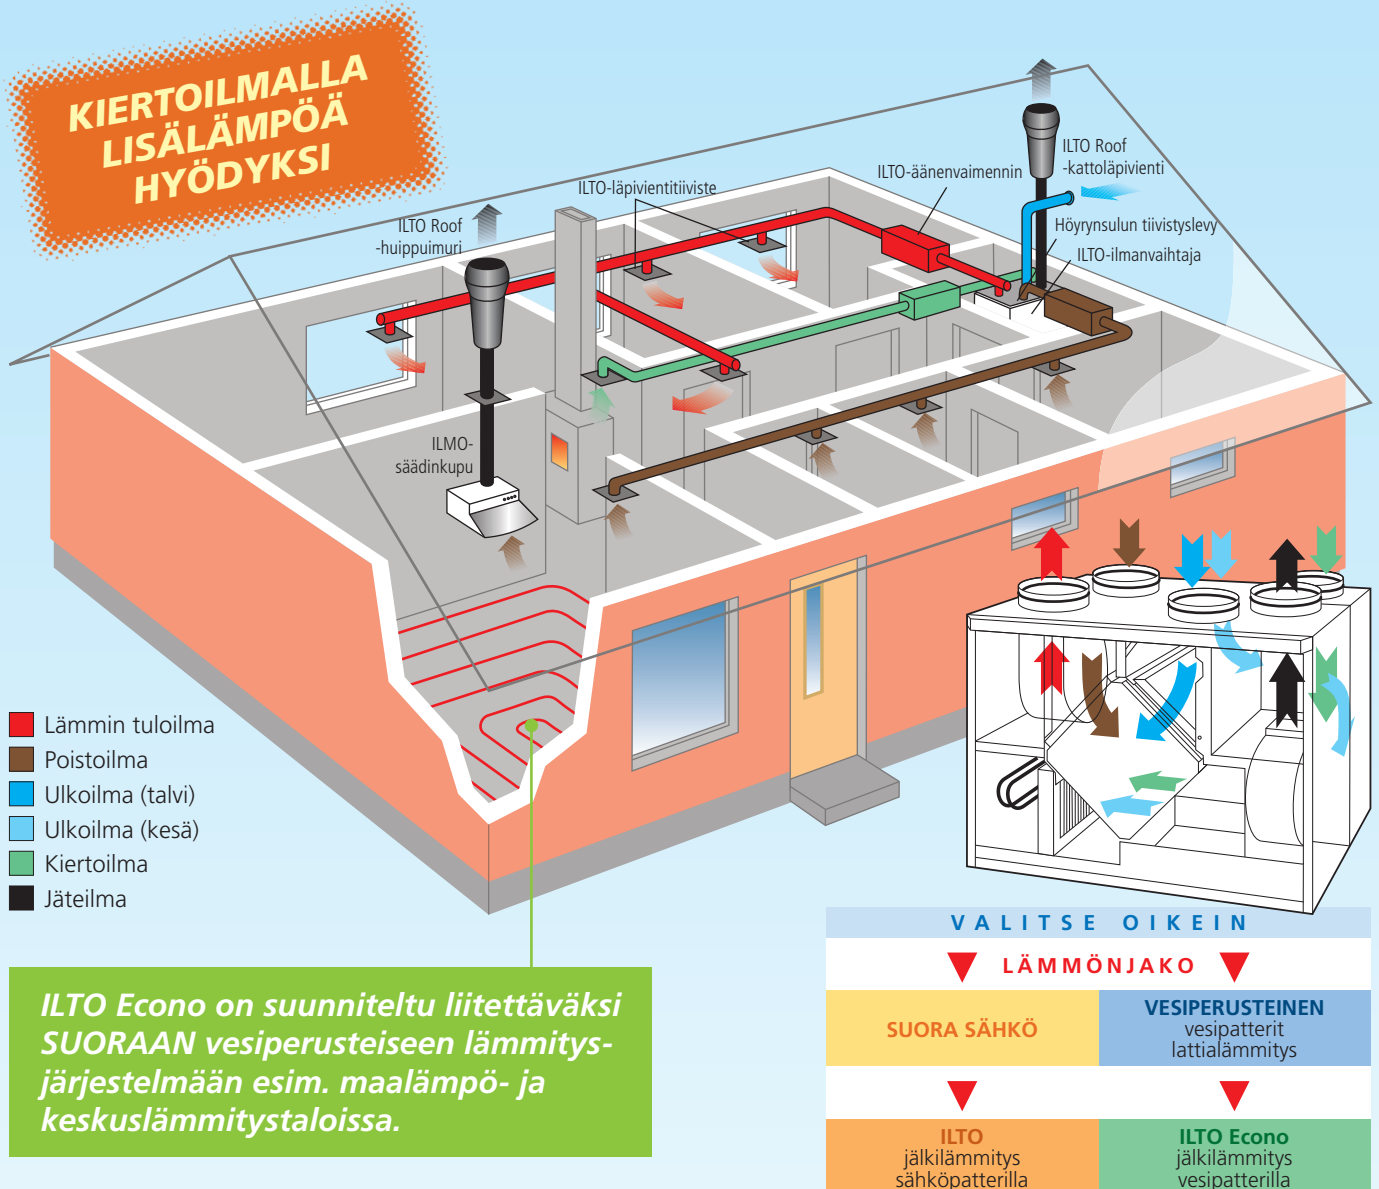 KIERTOILMALLA
LISÄLÄMPÖÄ
HYÖDYKSI
ILTO Roof
-huippuimuri
ILTO-läpivientitiiviste
ILTO-äänenvaimennin
ILTO Roof
-kattoläpivienti
Höyrynsulun tiivistyslevy
ILTO-ilmanvaihtaja
ILMO-
säädinkupu
Lämmin tuloilma
Poistoilma
Ulkoilma (talvi)
Ulkoilma (kesä)
Kiertoilma
Jäteilma
ILTO Econo on suunniteltu liitettäväksi
SUORAAN vesiperusteiseen lämmitys-
järjestelmään esim. maalämpö- ja
keskuslämmitystaloissa.
VALITSE OIKEIN
LÄMMÖNJAKO
SUORA SÄHKÖ
VESIPERUSTEINEN
vesipatterit
lattialämmitys
ILTO
jälkilämmitys
sähköpatterilla
ILTO Econo
jälkilämmitys
vesipatterilla